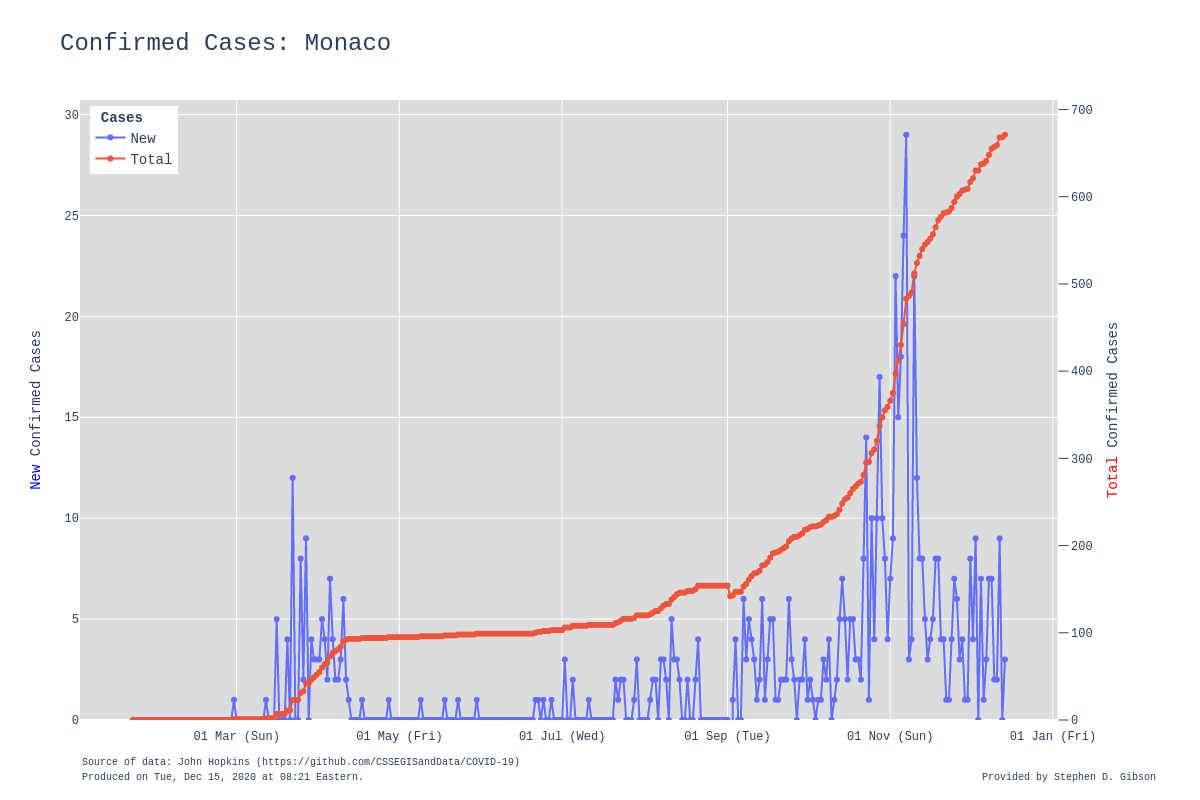 Confirmed Cases: Monaco
Cases
New
Total
30
25
20
15
10
5
0
700
600
500
400
300
200
100
0
New Confirmed Cases
Total Confirmed Cases
01 Mar (Sun)
01 May (Fri)
01 Jul (Wed)
01 Sep (Tue)
01 Nov (Sun)
01 Jan (Fri)
Source of data: John Hopkins (https://github.com/CSSEGISandData/COVID-19)
Produced on Tue, Dec 15, 2020 at 08:21 Eastern.
Provided by Stephen D. Gibson